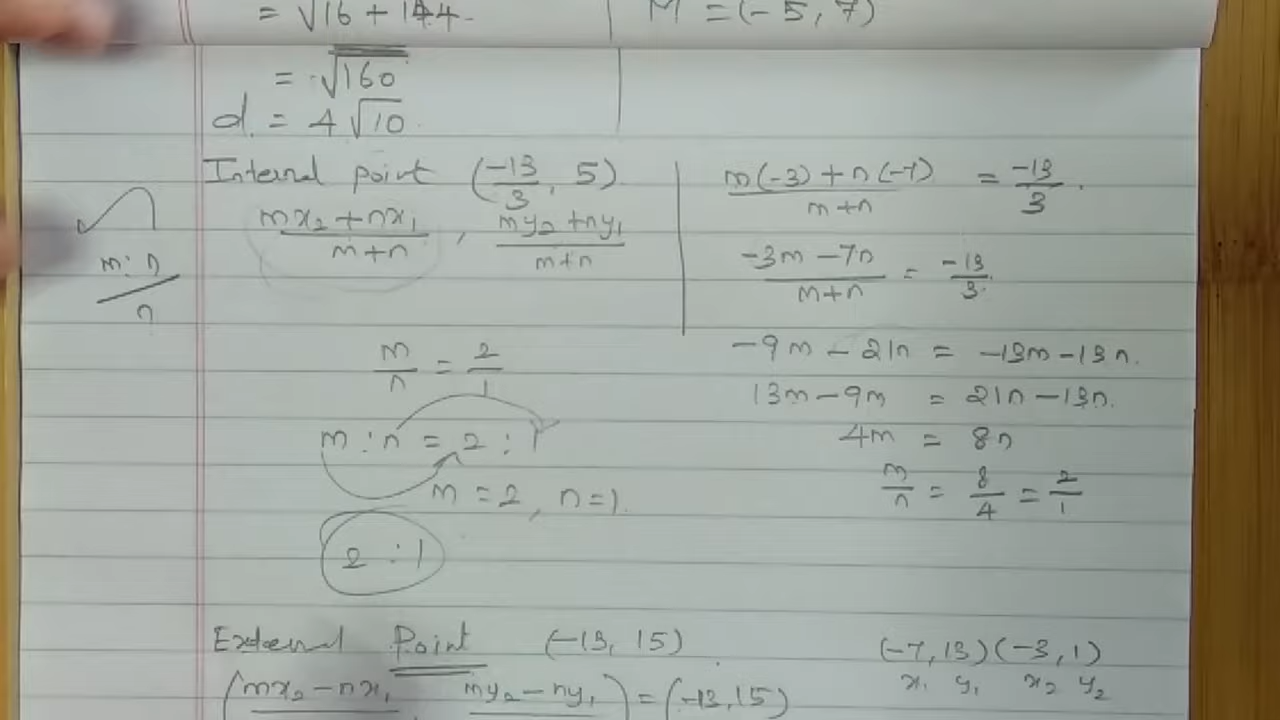 = √16 + 144
M = (-5, 7)
= √160
d. = 4√10
Internal point (-13/3, 5)
(mx₂ + nx₁)/(m+n) , (my₂ + ny₁)/(m+n)
m : n
n
m/n = 2/1
m : n = 2 : 1
m = 2 , n = 1.
2 : 1
(m(-3) + n(-7))/(m+n) = -13/3.
(-3m - 7n)/(m+n) = -13/3.
-9m - 21n = -13m - 13n.
13m - 9m = 21n - 13n.
4m = 8n
m/n = 8/4 = 2/1
External Point (-13, 15)
(-7, 13) (-3, 1)
x₁ y₁ x₂ y₂
(mx₂ - nx₁ , my₂ - ny₁) = (-13, 15)